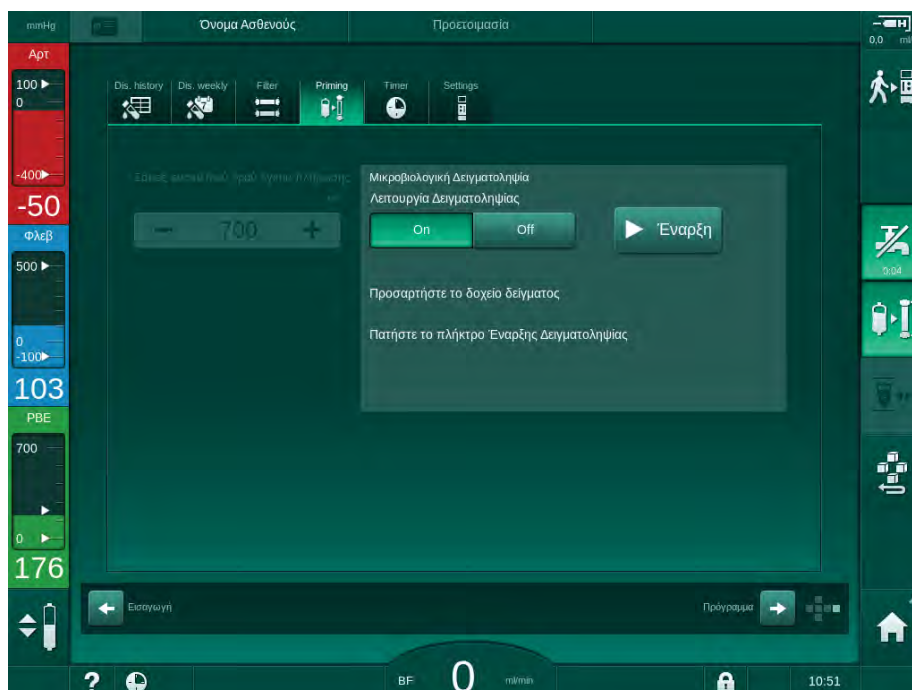 mmHg
Όνομα Ασθενούς
Προετοιμασία
0,0 ml/
Αρτ
100
0
-400
-50
Φλεβ
500
0
-100
103
PBE
700
0
176
Dis. history
Dis. weekly
Filter
Priming
Timer
Settings
700
Μικροβιολογική Δειγματοληψία
Λειτουργία Δειγματοληψίας
On
Off
Έναρξη
Προσαρτήστε το δοχείο δείγματος
Πατήστε το πλήκτρο Έναρξης Δειγματοληψίας
0:04
Εισαγωγή
Πρόγραμμα
?
BF 0 ml/min
10:51